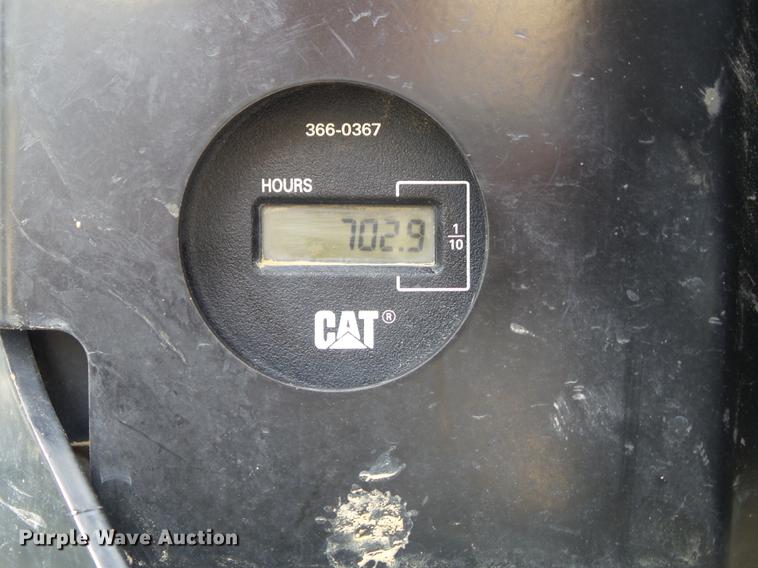 366-0367
HOURS
702.9
1
10
CAT®
Purple Wave Auction®